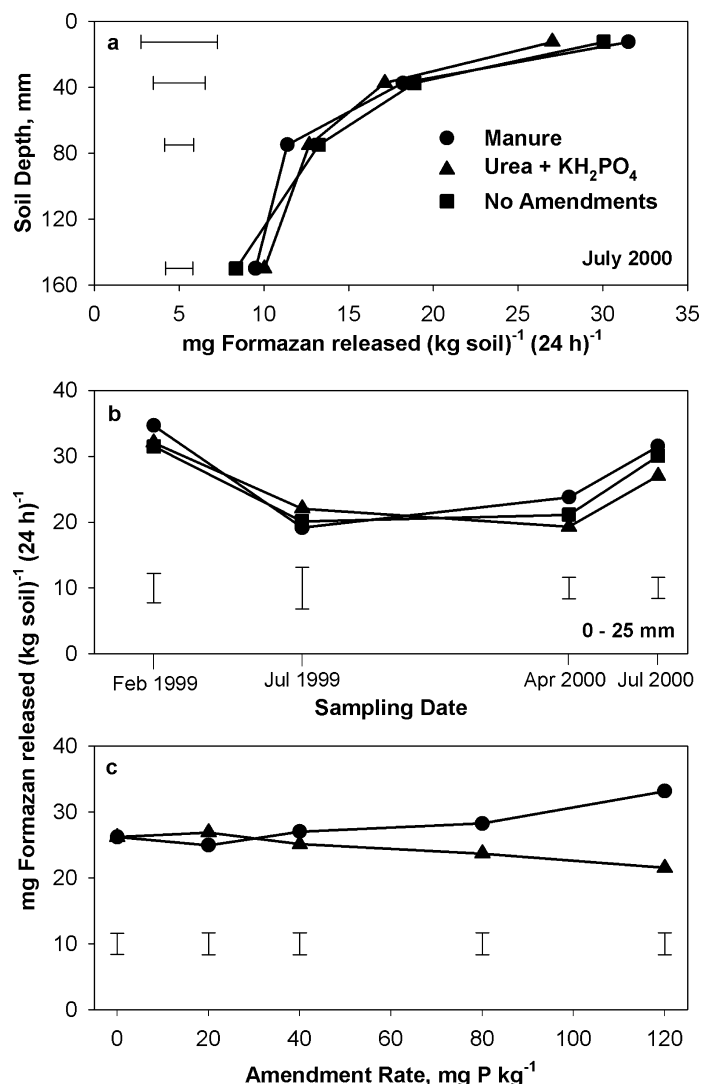 0
40
80
120
160
Soil Depth, mm
a
Manure
Urea + KH₂PO₄
No Amendments
July 2000
0 5 10 15 20 25 30 35
mg Formazan released (kg soil)⁻¹ (24 h)⁻¹
40
30
20
10
0
b
0 - 25 mm
Feb 1999 Jul 1999 Apr 2000 Jul 2000
Sampling Date
mg Formazan released (kg soil)⁻¹ (24 h)⁻¹
40
30
20
10
0
c
0 20 40 60 80 100 120
Amendment Rate, mg P kg⁻¹